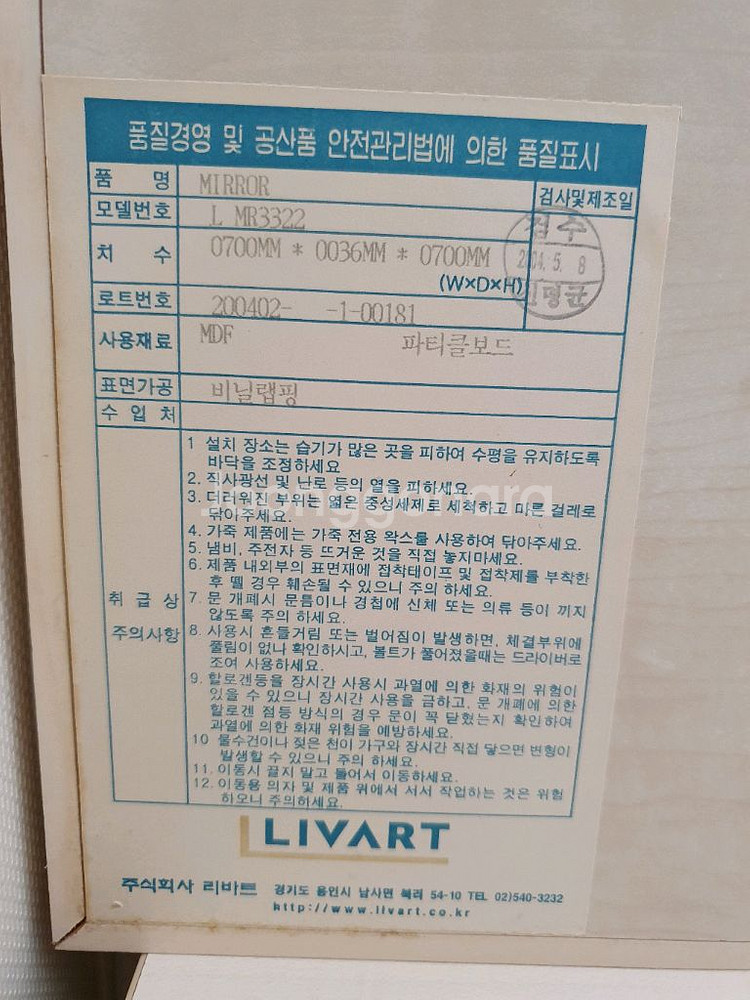 품질경영 및 공산품 안전관리법에 의한 품질표시
품 명 MIRROR 검사및제조일
모델번호 L MR3322
치 수 0700MM * 0036MM * 0700MM
(W×D×H)
검수
2004. 5. 8
평균
로트번호 200402- -1-00181
사용재료 MDF 파티클보드
표면가공 비닐랩핑
수입처
취급상
주의사항
1 설치 장소는 습기가 많은 곳을 피하여 수평을 유지하도록
바닥을 조정하세요
2. 직사광선 및 난로 등의 열을 피하세요.
3. 더러워진 부위는 엷은 중성세제로 세척하고 마른 걸레로
닦아주세요.
4. 가죽 제품에는 가죽 전용 왁스를 사용하여 닦아주세요.
5. 냄비, 주전자 등 뜨거운 것을 직접 놓지마세요.
6. 제품 내외부의 표면재에 접착테이프 및 접착제를 부착한
후 뗄 경우 훼손될 수 있으니 주의 하세요.
7. 문 개폐시 문틈이나 경첩에 신체 또는 의류 등이 끼지
않도록 주의 하세요.
8. 사용시 흔들거림 또는 벌어짐이 발생하면, 체결부위에
풀림이 없나 확인하시고, 볼트가 풀어졌을때는 드라이버로
조여 사용하세요.
9. 할로겐등을 장시간 사용시 과열에 의한 화재의 위험이
있을 수 있으니 장시간 사용을 금하고, 문 개폐에 의한
할로겐 점등 방식의 경우 문이 꼭 닫혔는지 확인하여
과열에 의한 화재 위험을 예방하세요.
10 물수건이나 젖은 천이 가구와 장시간 직접 닿으면 변형이
발생할 수 있으니 주의 하세요.
11. 이동시 끌지 말고 들어서 이동하세요.
12. 이동용 의자 및 제품 위에서 서서 작업하는 것은 위험
하오니 주의하세요.
LIVART
주식회사 리바트 경기도 용인시 남사면 북리 54-10 TEL 02)540-3232
http://www.livart.co.kr